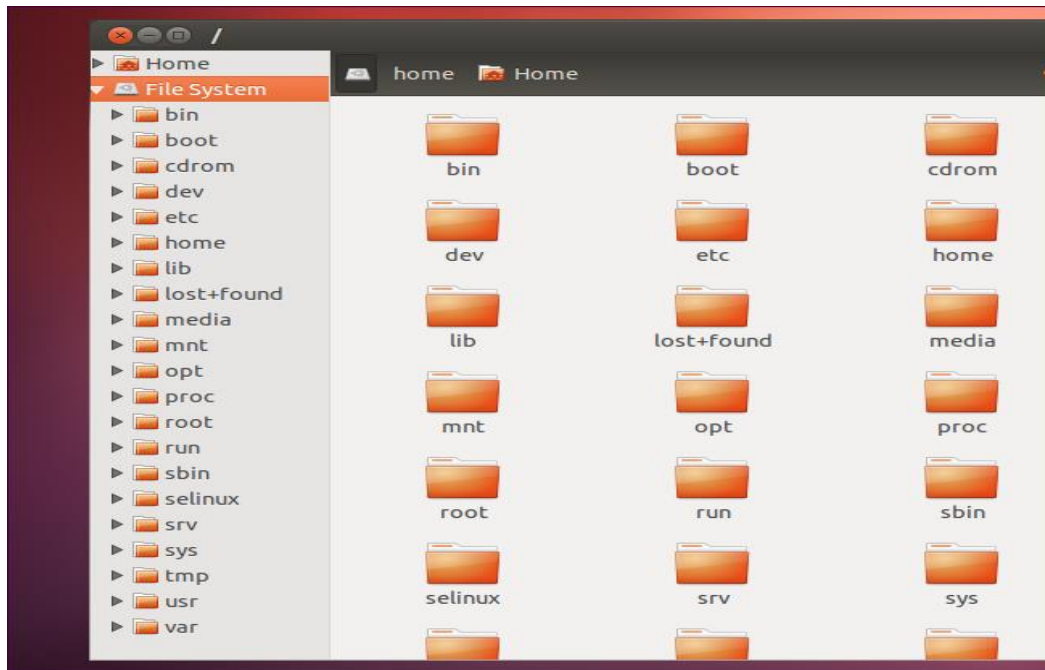 /
Home
File System
bin
boot
cdrom
dev
etc
home
lib
lost+found
media
mnt
opt
proc
root
run
sbin
selinux
srv
sys
tmp
usr
var
home Home
bin boot cdrom
dev etc home
lib lost+found media
mnt opt proc
root run sbin
selinux srv sys